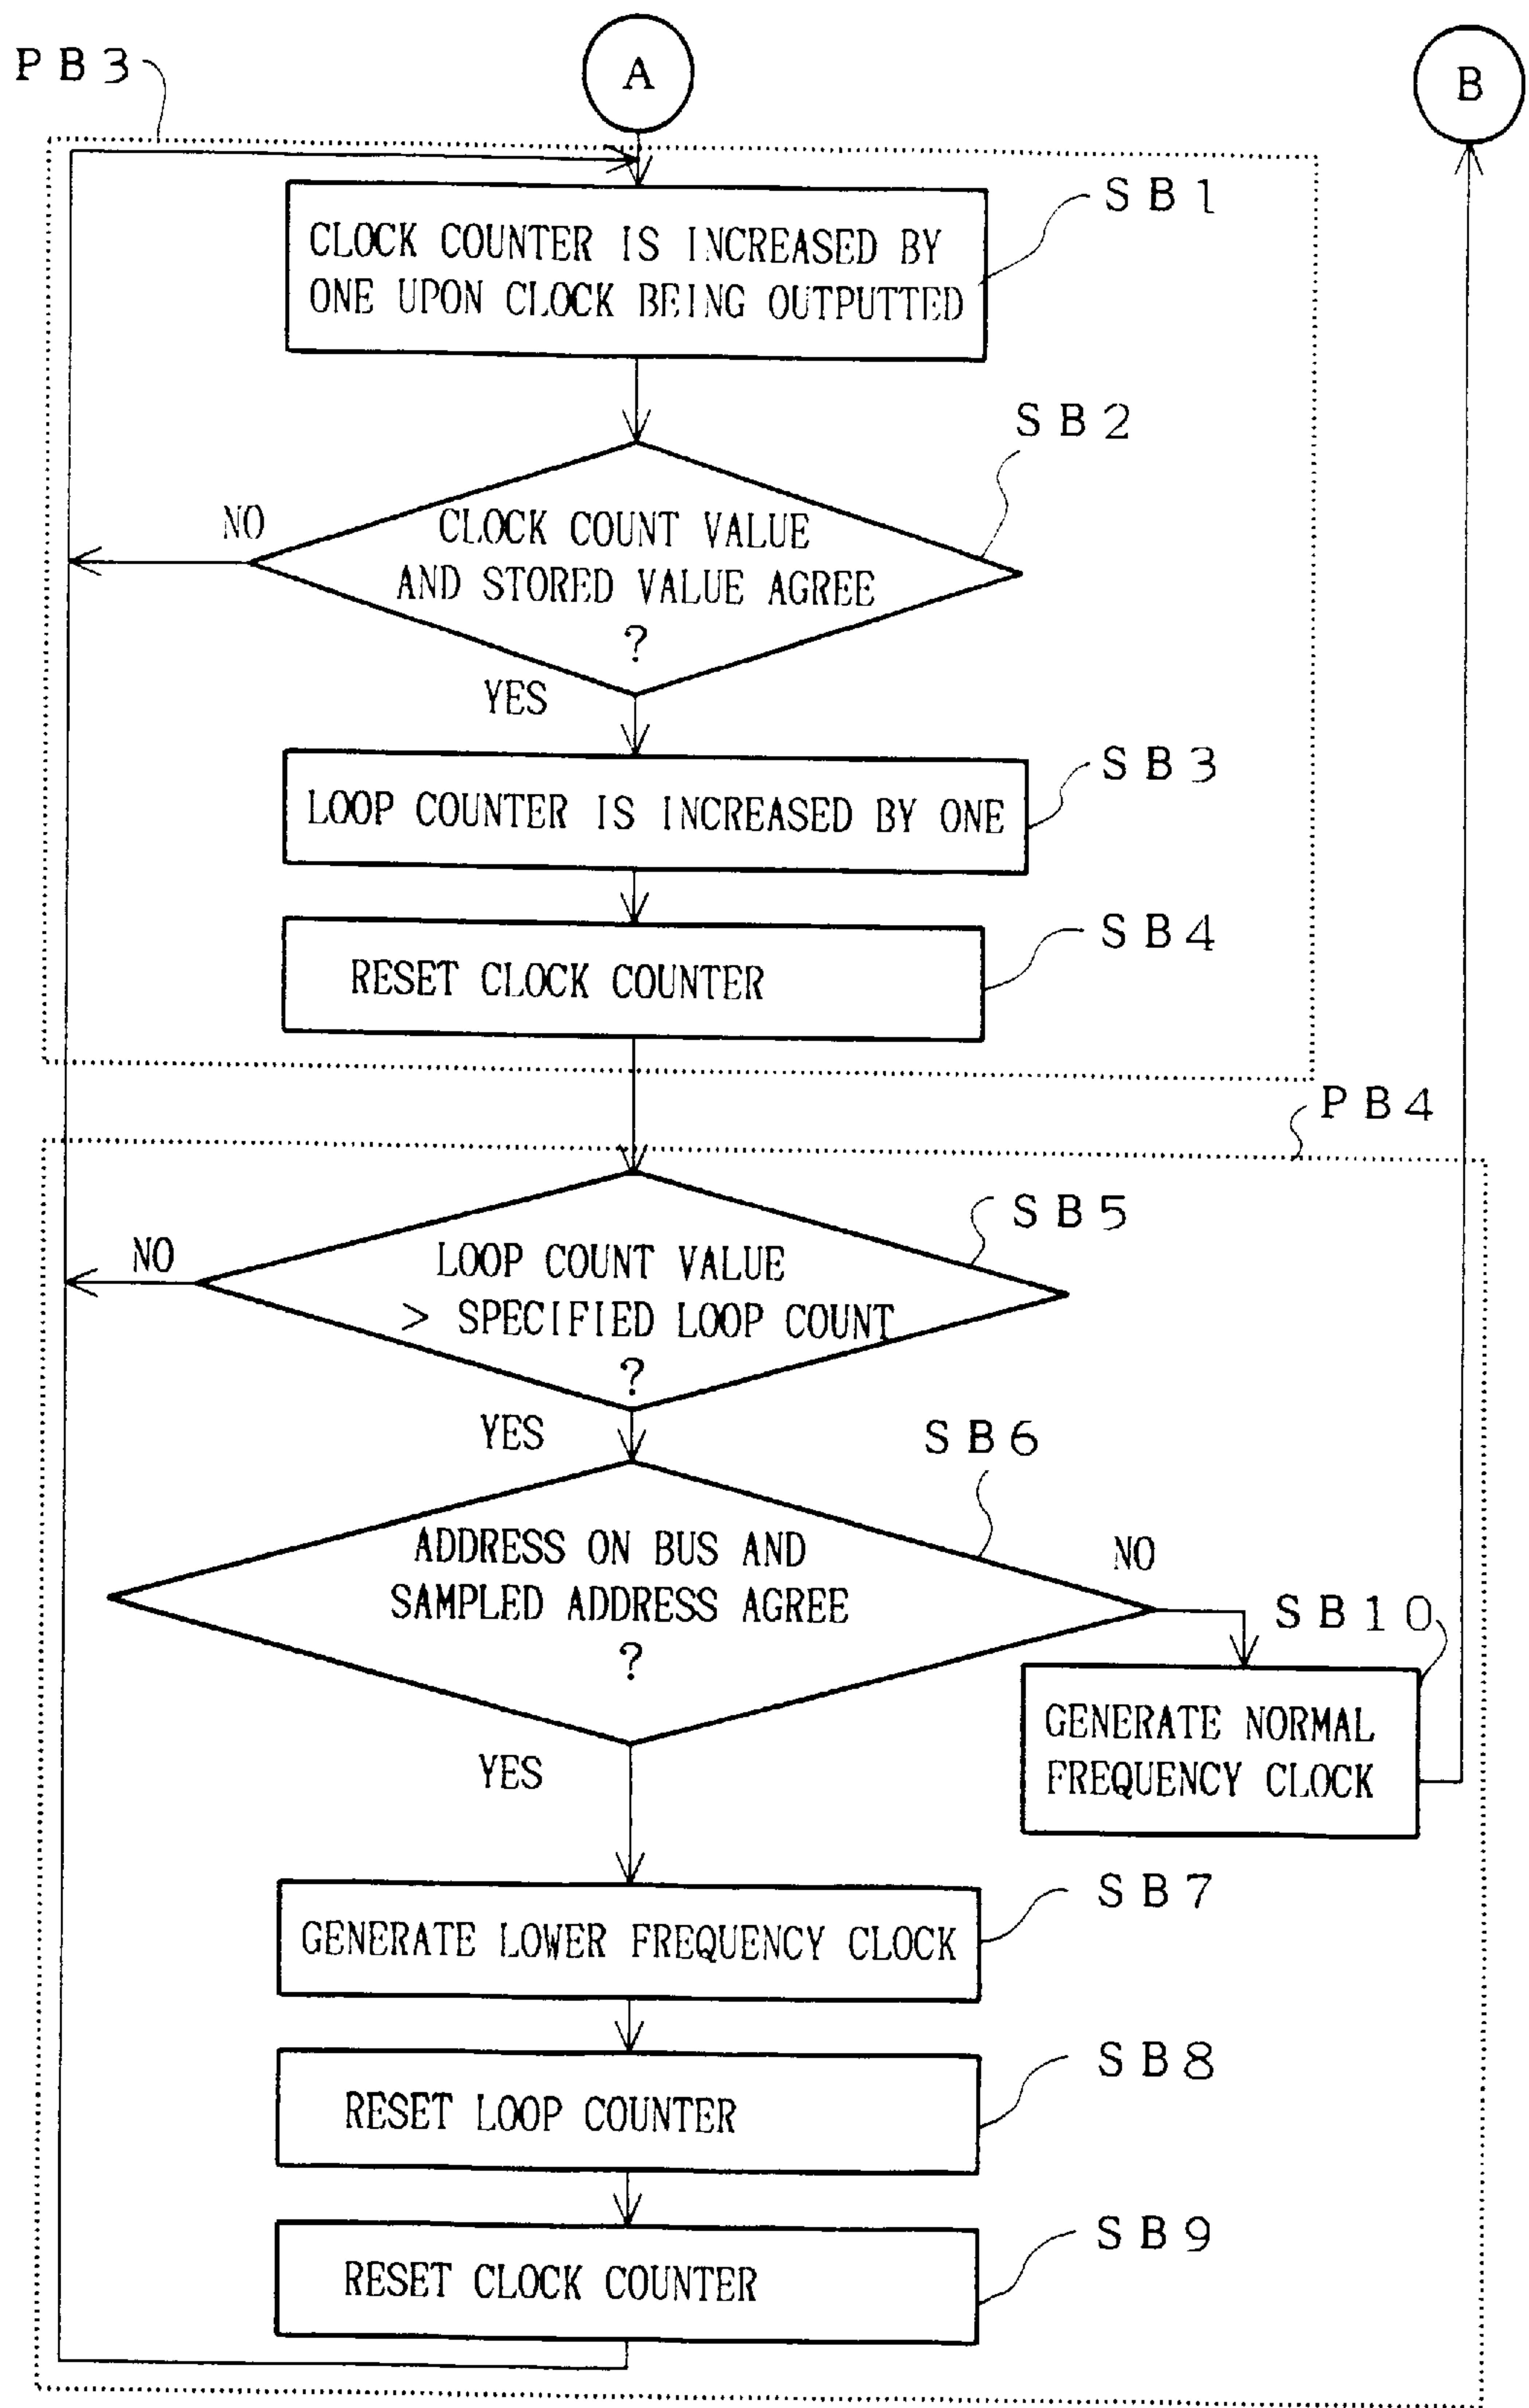 PB3
A
B
SB1
CLOCK COUNTER IS INCREASED BY
ONE UPON CLOCK BEING OUTPUTTED
SB2
NO
CLOCK COUNT VALUE
AND STORED VALUE AGREE
?
YES
SB3
LOOP COUNTER IS INCREASED BY ONE
SB4
RESET CLOCK COUNTER
PB4
SB5
NO
LOOP COUNT VALUE
> SPECIFIED LOOP COUNT
?
YES
SB6
ADDRESS ON BUS AND
SAMPLED ADDRESS AGREE
?
NO
SB10
GENERATE NORMAL
FREQUENCY CLOCK
YES
SB7
GENERATE LOWER FREQUENCY CLOCK
SB8
RESET LOOP COUNTER
SB9
RESET CLOCK COUNTER